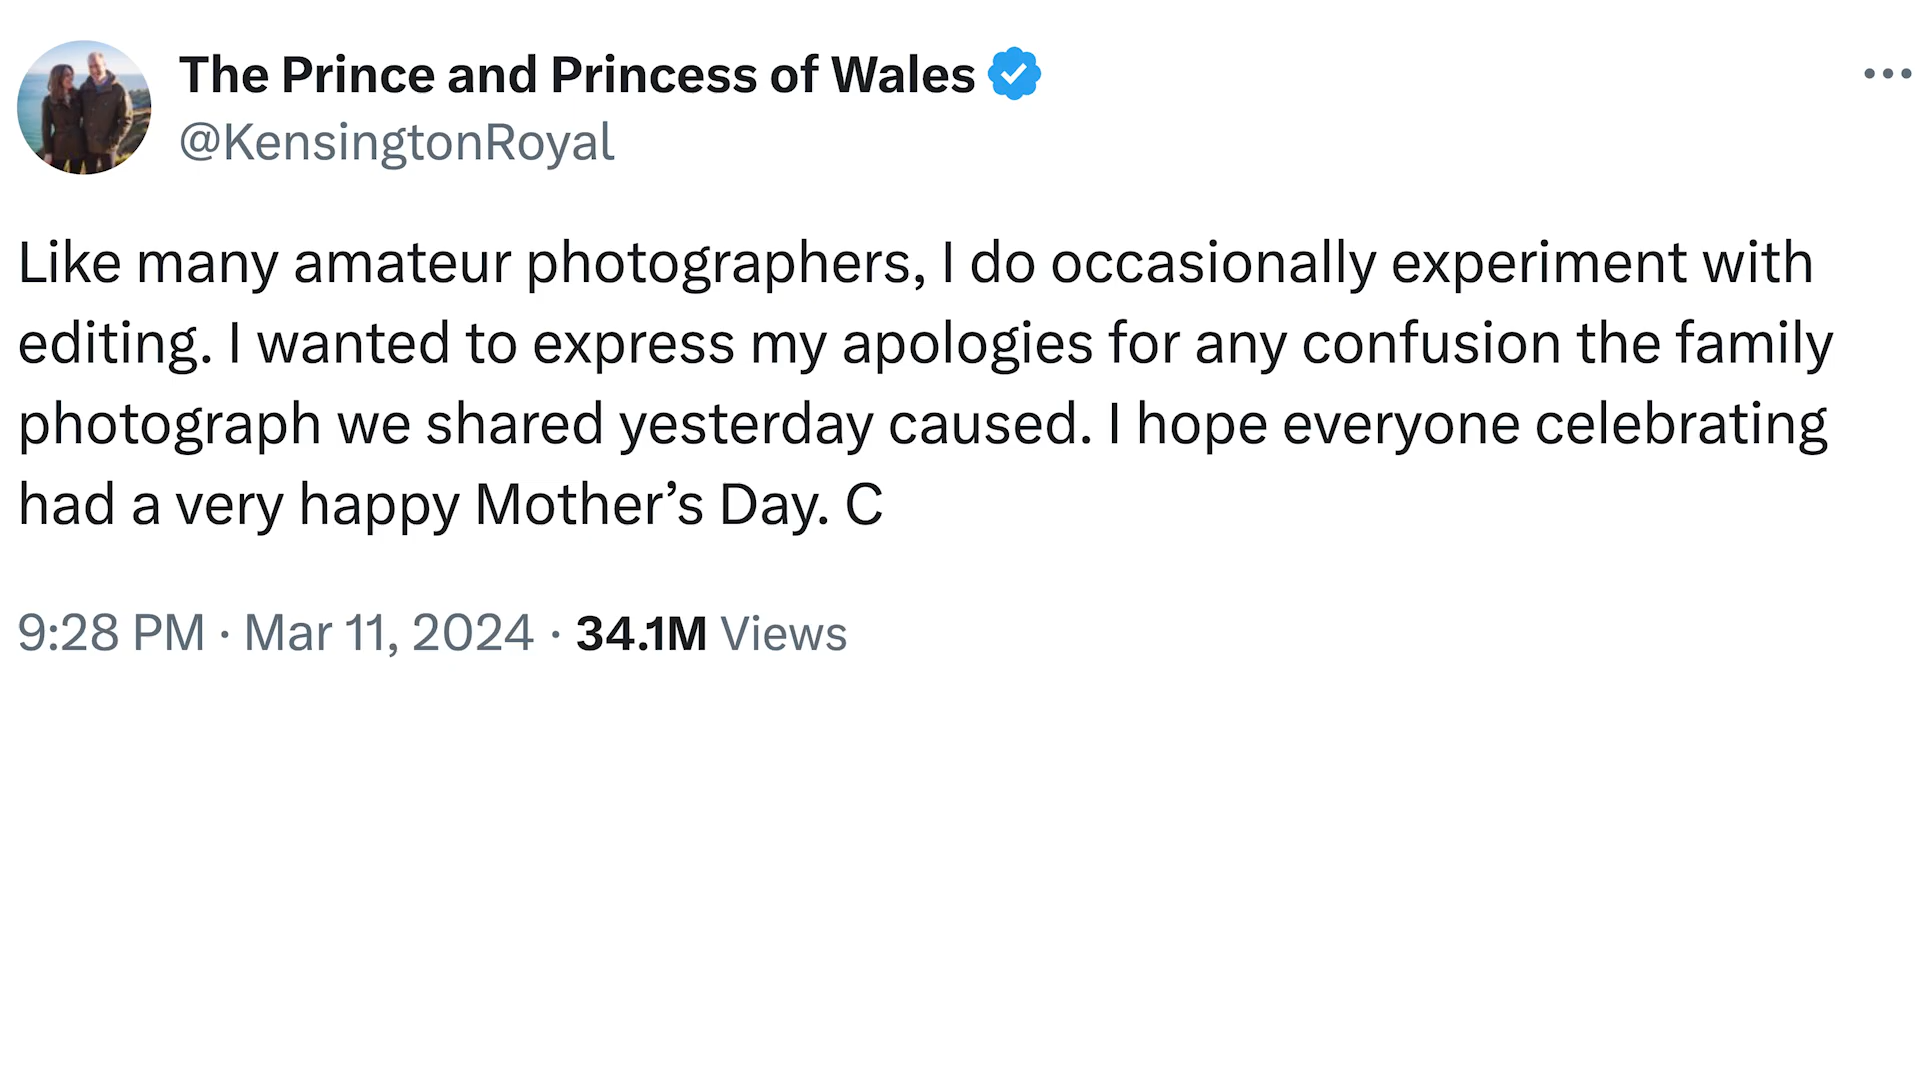 The Prince and Princess of Wales
@KensingtonRoyal
Like many amateur photographers, I do occasionally experiment with
editing. I wanted to express my apologies for any confusion the family
photograph we shared yesterday caused. I hope everyone celebrating
had a very happy Mother’s Day. C
9:28 PM · Mar 11, 2024 · 34.1M Views